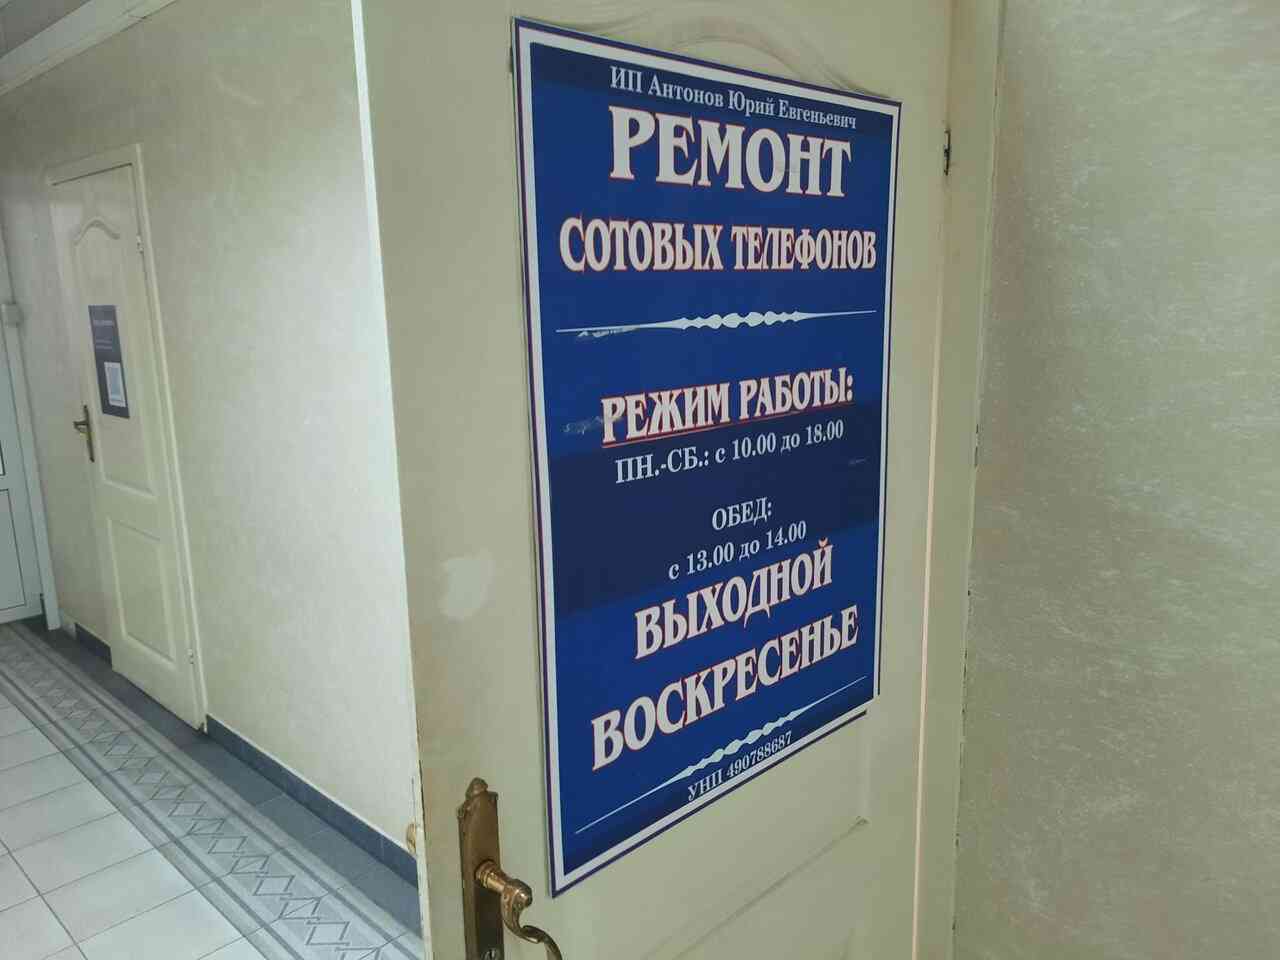 ИП Антонов Юрий Евгеньевич
РЕМОНТ
СОТОВЫХ ТЕЛЕФОНОВ
РЕЖИМ РАБОТЫ:
ПН.-СБ.: с 10.00 до 18.00
ОБЕД:
с 13.00 до 14.00
ВЫХОДНОЙ
ВОСКРЕСЕНЬЕ
УНП 490788687